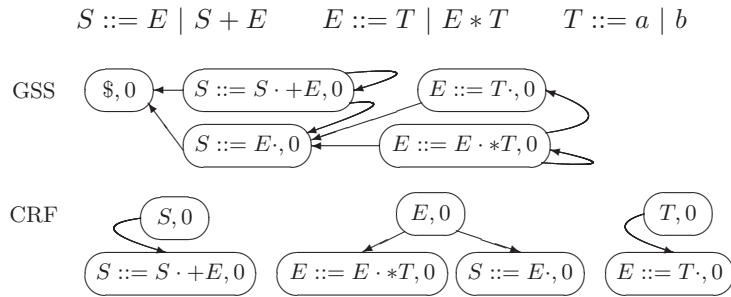 S ::= E | S + E E ::= T | E ∗ T T ::= a | b
GSS $, 0 S ::= S · +E, 0 E ::= T·, 0
S ::= E·, 0 E ::= E · ∗T, 0
CRF S, 0 E, 0 T, 0
S ::= S · +E, 0 E ::= E · ∗T, 0 S ::= E·, 0 E ::= T·, 0